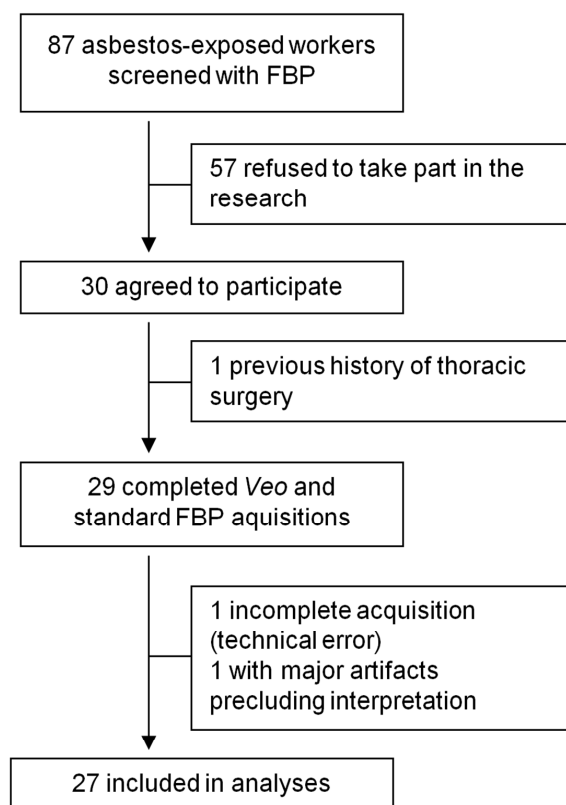 87 asbestos-exposed workers
screened with FBP
57 refused to take part in the
research
30 agreed to participate
1 previous history of thoracic
surgery
29 completed Veo and
standard FBP aquisitions
1 incomplete acquisition
(technical error)
1 with major artifacts
precluding interpretation
27 included in analyses